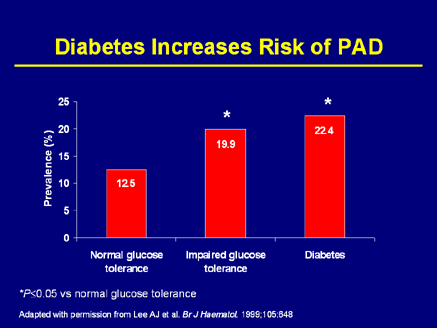 Diabetes Increases Risk of PAD
Prevalence (%)
25
20
15
10
5
0
12.5
19.9
22.4
*
*
Normal glucose
tolerance
Impaired glucose
tolerance
Diabetes
*P≤0.05 vs normal glucose tolerance
Adapted with permission from Lee AJ et al. Br J Haematol. 1999;105:648